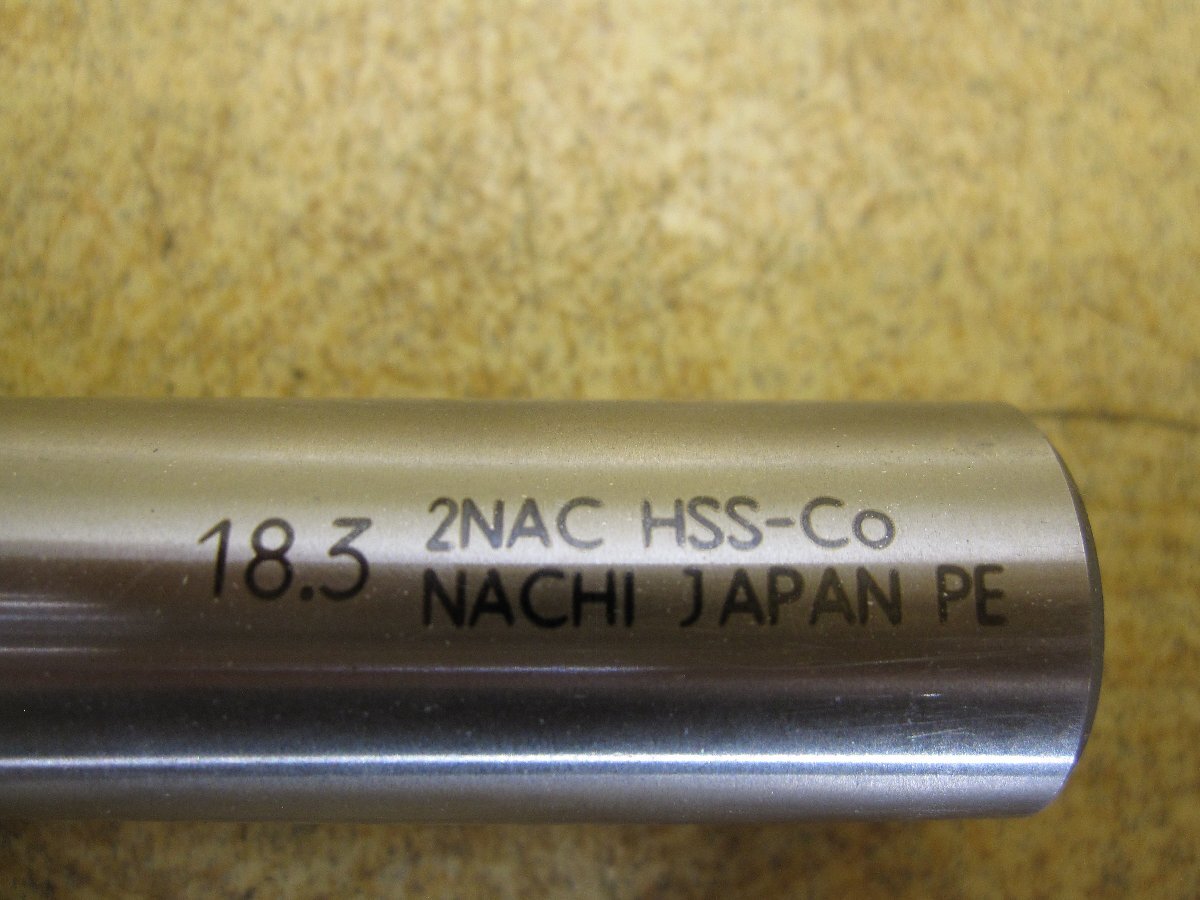 18.3
2NAC HSS-Co
NACHI JAPAN PE